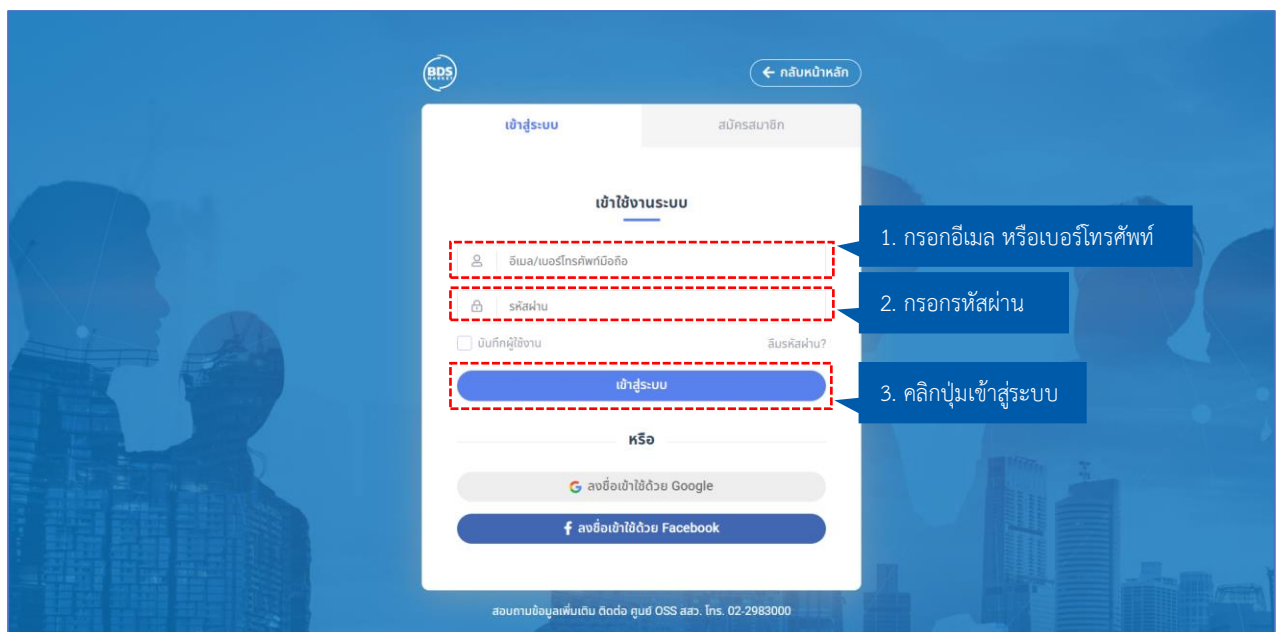 BDS
MARKET
← กลับหน้าหลัก
เข้าสู่ระบบ
สมัครสมาชิก
เข้าใช้งานระบบ
1. กรอกอีเมล หรือเบอร์โทรศัพท์
อีเมล/เบอร์โทรศัพท์มือถือ
2. กรอกรหัสผ่าน
รหัสผ่าน
บันทึกผู้ใช้งาน
ลืมรหัสผ่าน?
เข้าสู่ระบบ
3. คลิกปุ่มเข้าสู่ระบบ
หรือ
ลงชื่อเข้าใช้ด้วย Google
ลงชื่อเข้าใช้ด้วย Facebook
สอบถามข้อมูลเพิ่มเติม ติดต่อ ศูนย์ OSS สสว. โทร. 02-2983000